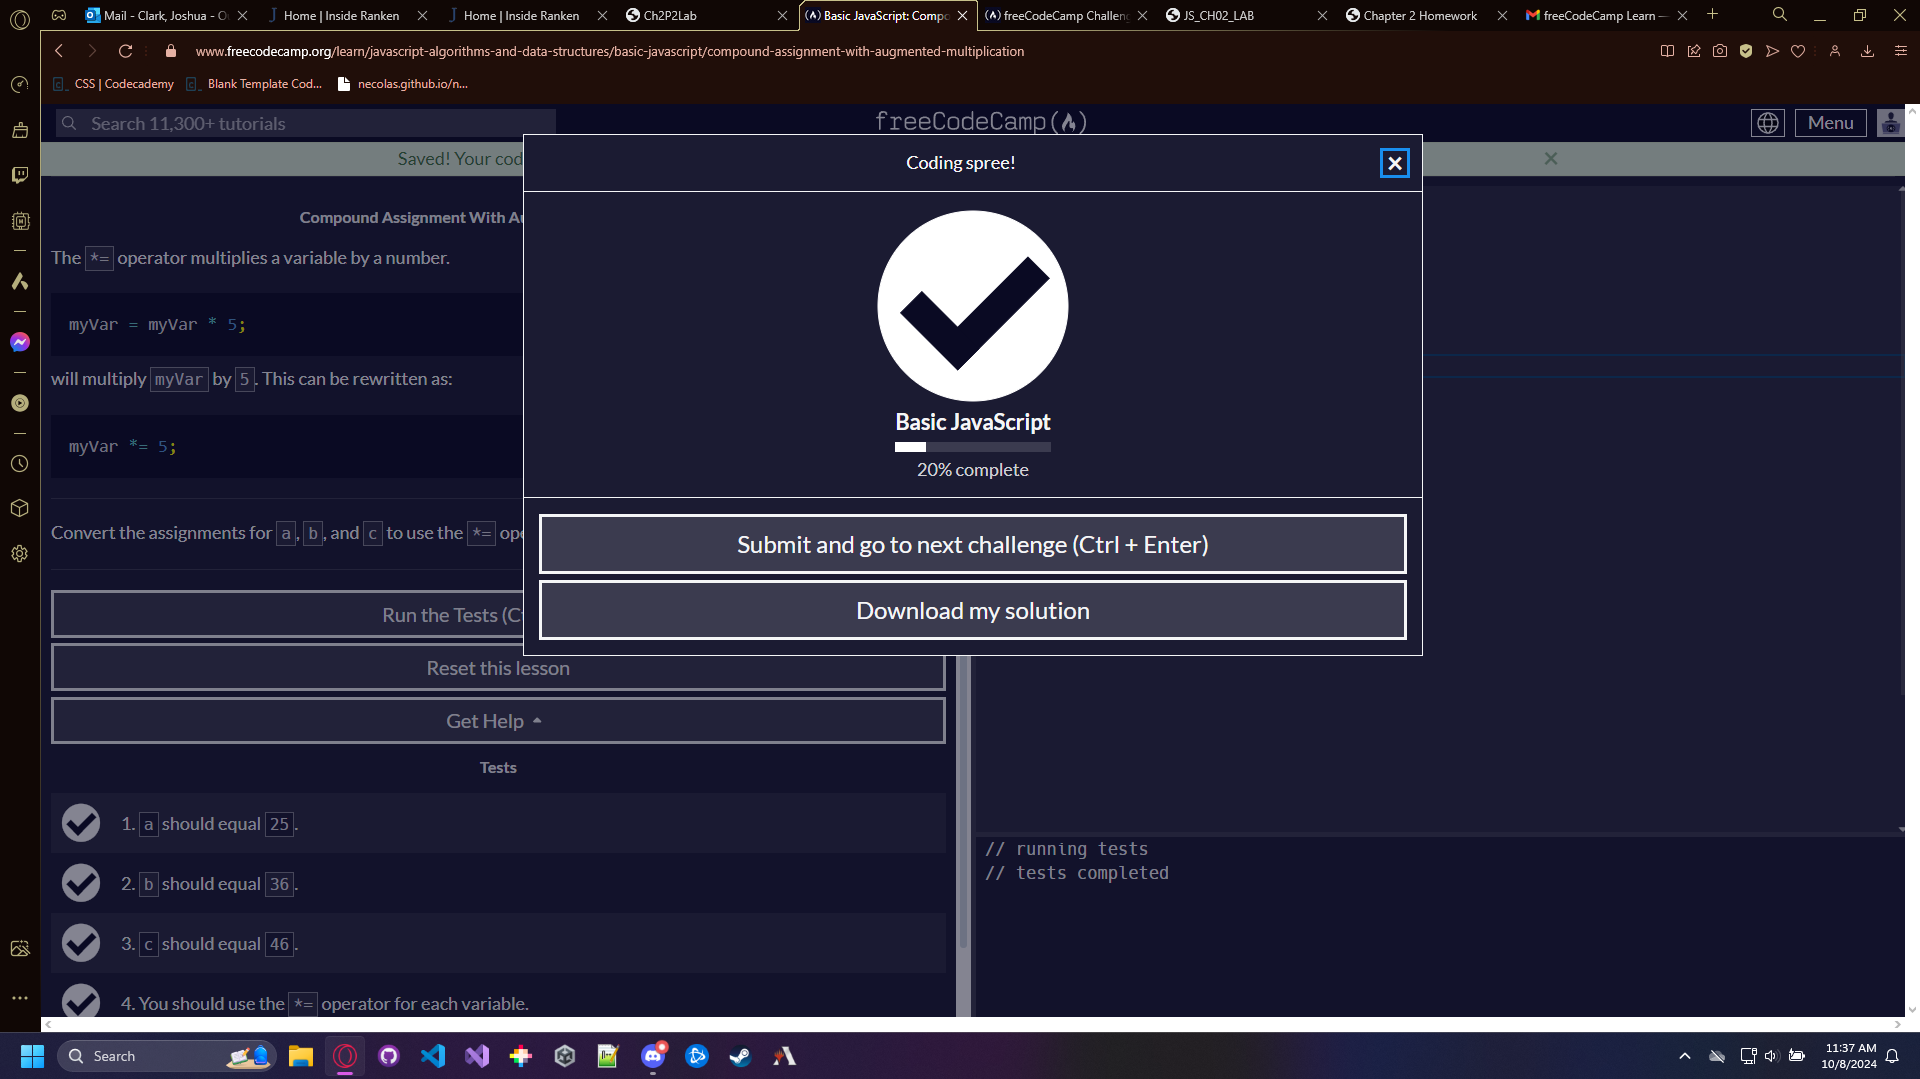 Mail - Clark, Joshua - O
Home | Inside Ranken
Home | Inside Ranken
Ch2P2Lab
Basic JavaScript: Compo
freeCodeCamp Challeng
JS_CH02_LAB
Chapter 2 Homework
freeCodeCamp Learn —
www.freecodecamp.org/learn/javascript-algorithms-and-data-structures/basic-javascript/compound-assignment-with-augmented-multiplication
CSS | Codecademy
Blank Template Cod...
necolas.github.io/n...
Search 11,300+ tutorials
freeCodeCamp
Menu
Saved! Your cod
Coding spree!
Compound Assignment With Au
The *= operator multiplies a variable by a number.
myVar = myVar * 5;
will multiply myVar by 5. This can be rewritten as:
myVar *= 5;
Convert the assignments for a, b, and c to use the *= ope
Run the Tests (C
Reset this lesson
Get Help
Tests
1. a should equal 25.
2. b should equal 36.
3. c should equal 46.
4. You should use the *= operator for each variable.
Basic JavaScript
20% complete
Submit and go to next challenge (Ctrl + Enter)
Download my solution
// running tests
// tests completed
Search
11:37 AM
10/8/2024